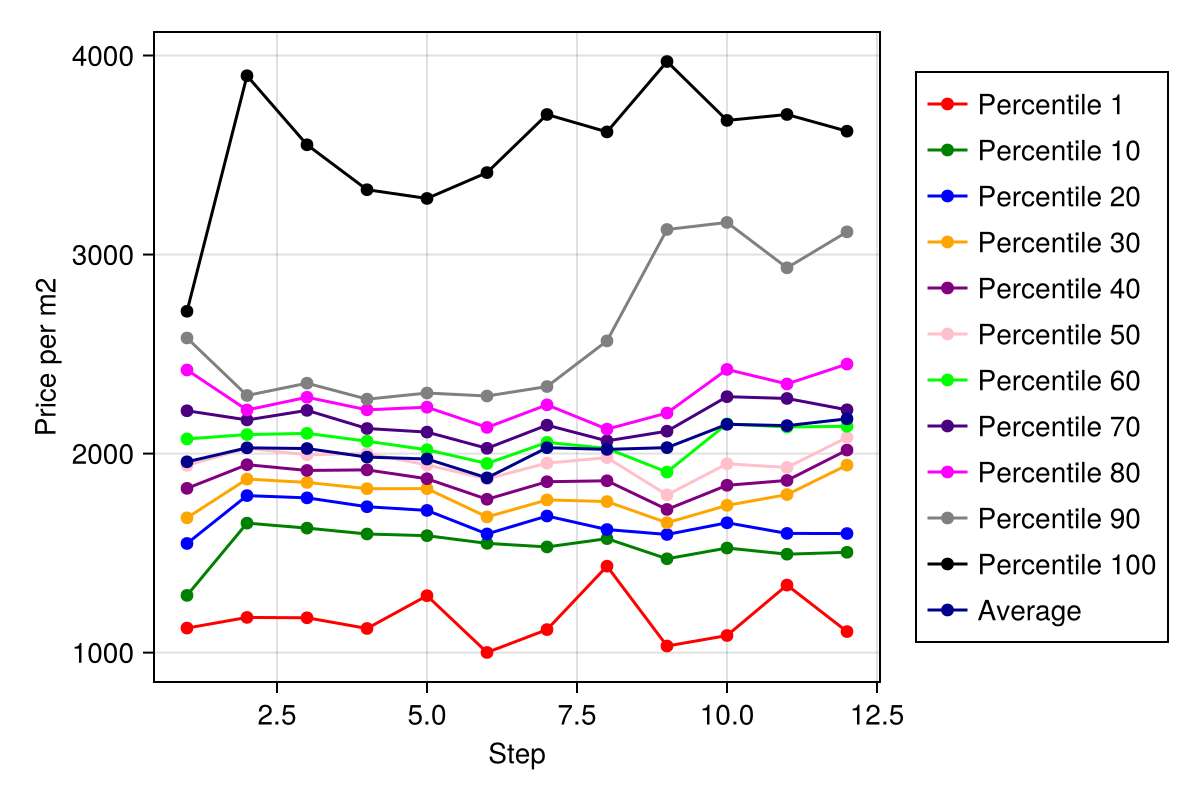 4000
3000
2000
1000
Price per m2
2.5 5.0 7.5 10.0 12.5
Step
Percentile 1
Percentile 10
Percentile 20
Percentile 30
Percentile 40
Percentile 50
Percentile 60
Percentile 70
Percentile 80
Percentile 90
Percentile 100
Average